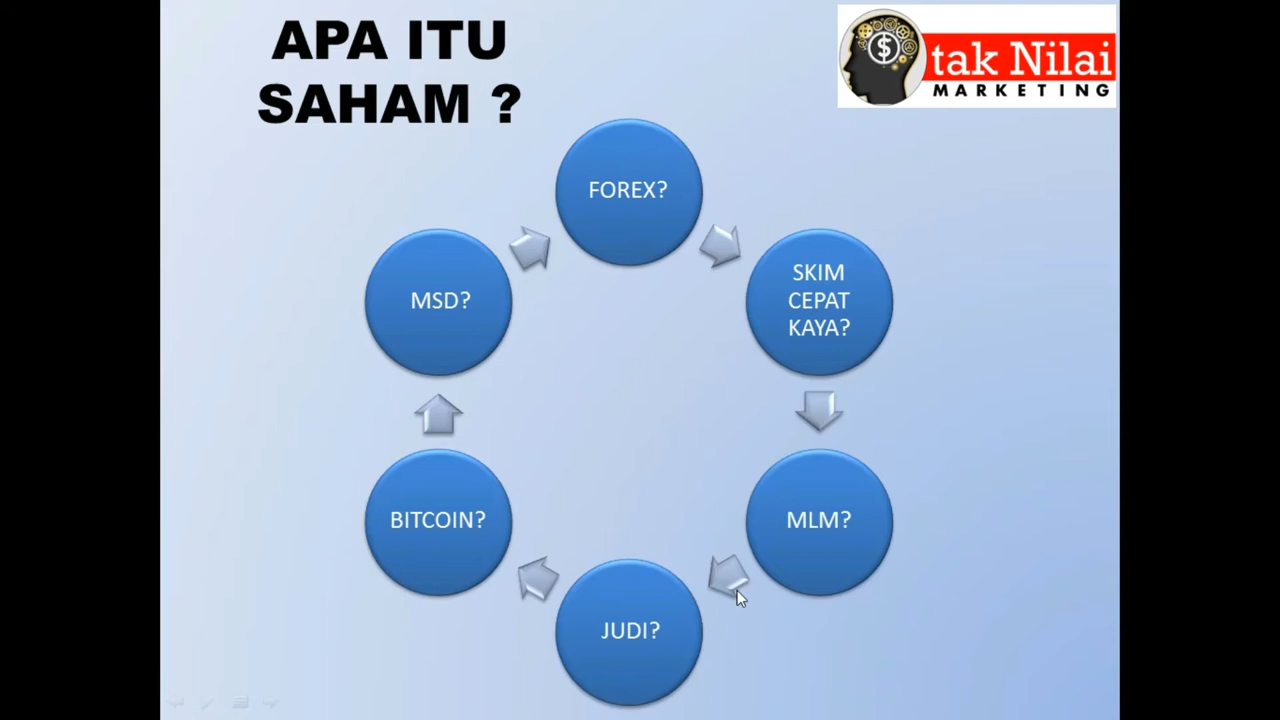 APA ITU
SAHAM ?
tak Nilai
MARKETING
FOREX?
SKIM
CEPAT
KAYA?
MLM?
JUDI?
BITCOIN?
MSD?